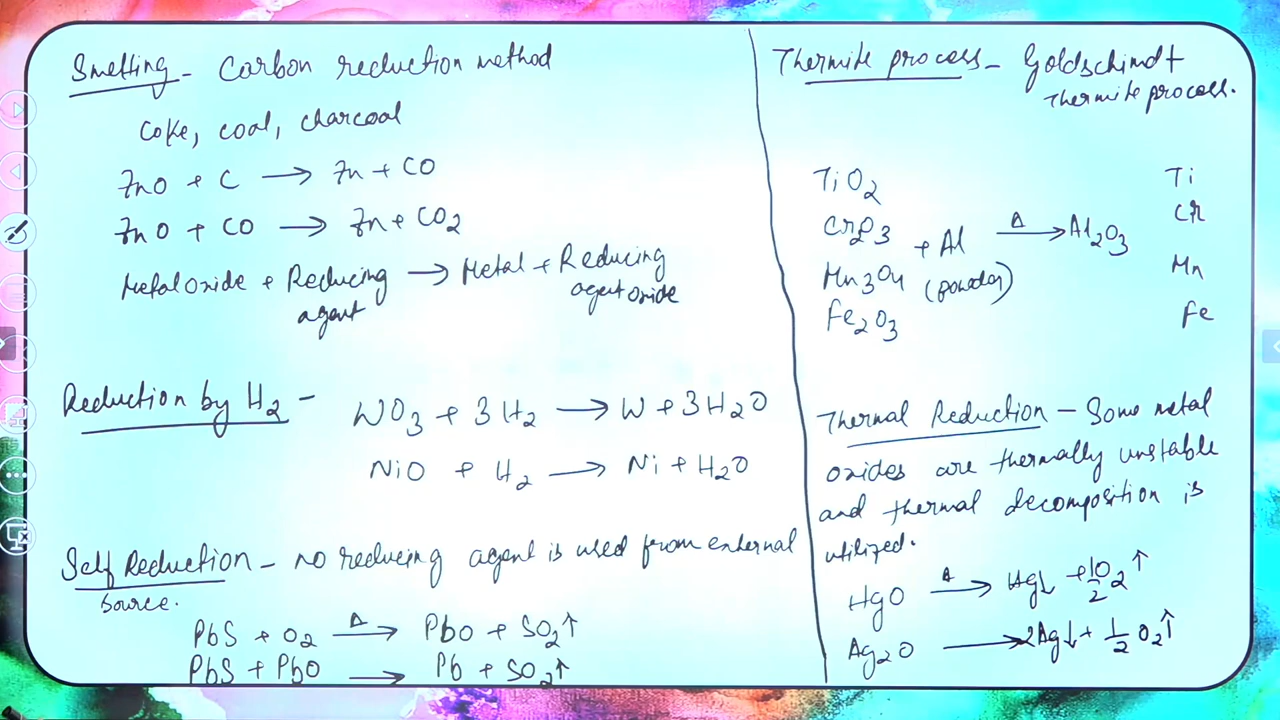 Smelting - Carbon reduction method
Coke, coal, charcoal
ZnO + C ⟶ Zn + CO
ZnO + CO ⟶ Zn + CO₂
Metal oxide + Reducing agent ⟶ Metal + Reducing agent oxide
Reduction by H₂ -
WO₃ + 3H₂ ⟶ W + 3H₂O
NiO + H₂ ⟶ Ni + H₂O
Self Reduction - no reducing agent is used from external
source.
PbS + O₂ —Δ→ PbO + SO₂↑
PbS + PbO ⟶ Pb + SO₂↑
Thermite process - Goldschimdt
Thermite process.
TiO₂ Ti
Cr₂O₃ Cr
+ Al —Δ→ Al₂O₃
Mn₃O₄ (powder) Mn
Fe₂O₃ Fe
Thermal Reduction - Some metal
oxides are thermally unstable
and thermal decomposition is
utilized.
HgO —Δ→ Hg↓ + 1/2 O₂↑
Ag₂O ⟶ 2Ag↓ + 1/2 O₂↑